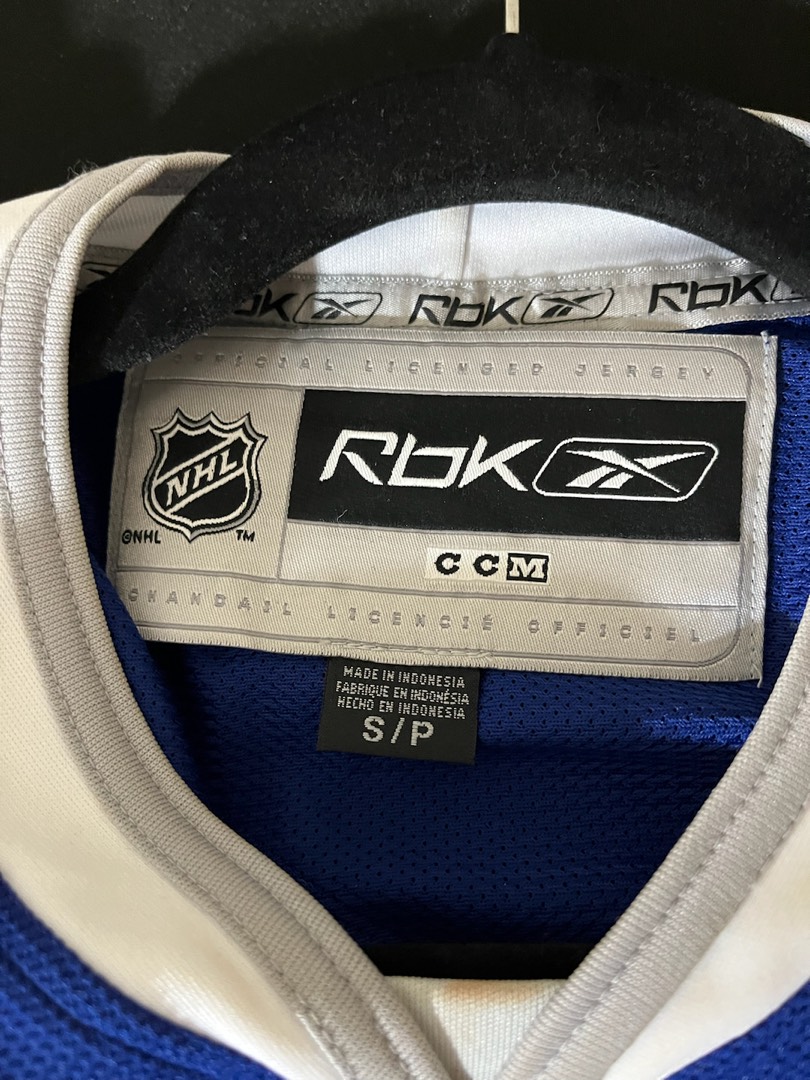 RbK RbK RbK
OFFICIAL LICENSED JERSEY
NHL
©NHL TM
RbK
CCM
CHANDAIL LICENCIÉ OFFICIEL
MADE IN INDONESIA
FABRIQUE EN INDONÉSIA
HECHO EN INDONESIA
S/P